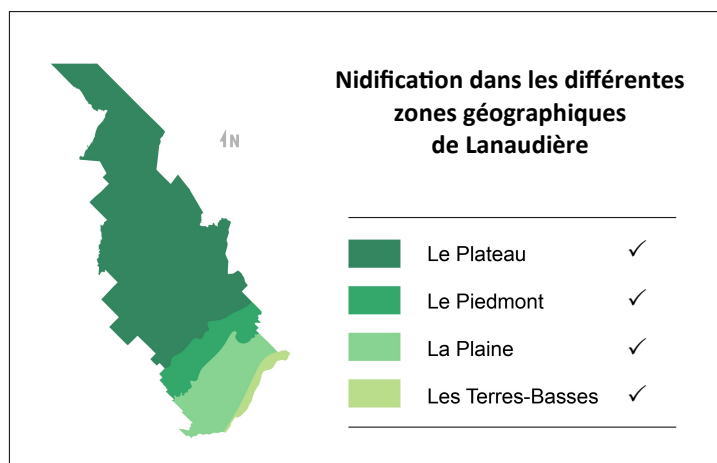 Nidification dans les différentes
zones géographiques
de Lanaudière
N
Le Plateau ✓
Le Piedmont ✓
La Plaine ✓
Les Terres-Basses ✓